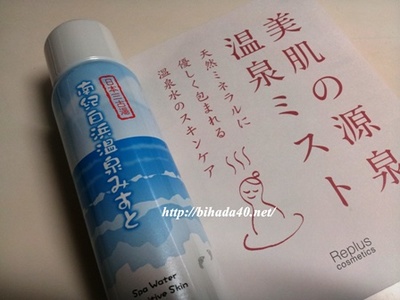 日本三古湯
南紀白浜温泉みすと
Spa Water
Sensitive Skin
美肌の源泉
温泉ミスト
天然ミネラルに
優しく包まれる
温泉水のスキンケア
http://bihada40.net/
Replus
cosmetics